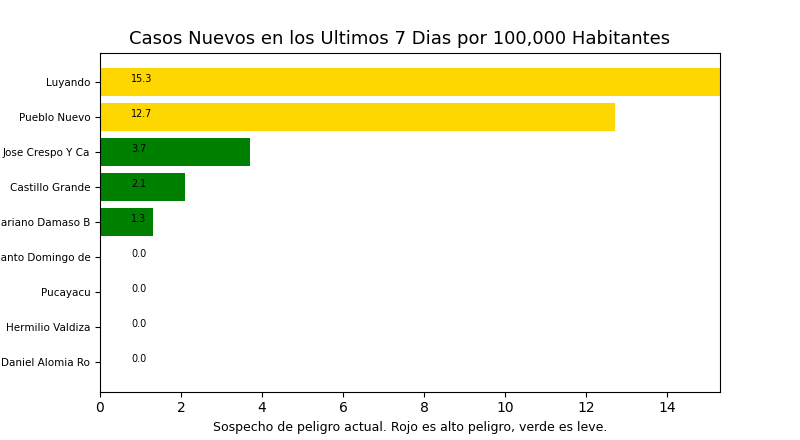 Casos Nuevos en los Ultimos 7 Dias por 100,000 Habitantes
Luyando 15.3
Pueblo Nuevo 12.7
Jose Crespo Y Ca 3.7
Castillo Grande 2.1
ariano Damaso B 1.3
anto Domingo de 0.0
Pucayacu 0.0
Hermilio Valdiza 0.0
Daniel Alomia Ro 0.0
0 2 4 6 8 10 12 14
Sospecho de peligro actual. Rojo es alto peligro, verde es leve.